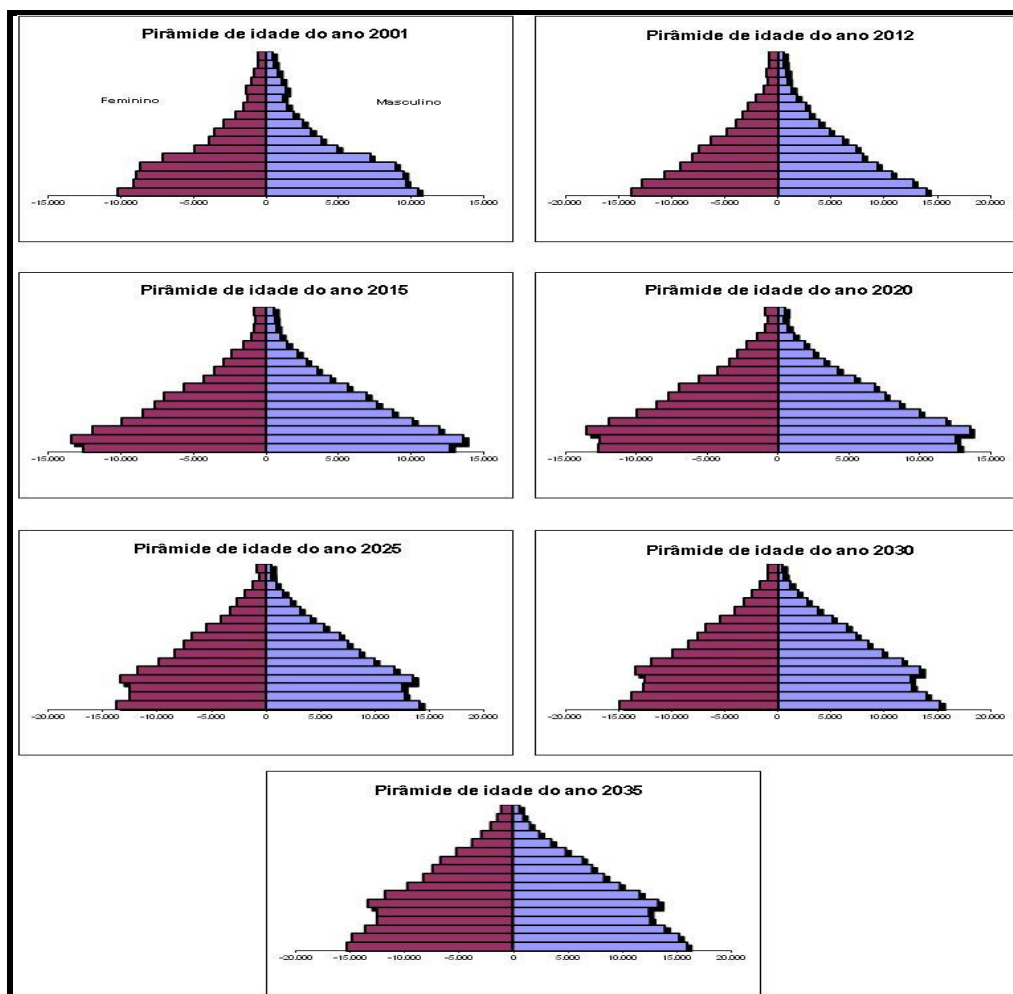 Pirâmide de idade do ano 2001
Feminino
Masculino
-15.000 -10.000 -5.000 0 5.000 10.000 15.000
Pirâmide de idade do ano 2012
-20.000 -15.000 -10.000 -5.000 0 5.000 10.000 15.000 20.000
Pirâmide de idade do ano 2015
-15.000 -10.000 -5.000 0 5.000 10.000 15.000
Pirâmide de idade do ano 2020
-15.000 -10.000 -5.000 0 5.000 10.000 15.000
Pirâmide de idade do ano 2025
-20.000 -15.000 -10.000 -5.000 0 5.000 10.000 15.000 20.000
Pirâmide de idade do ano 2030
-20.000 -15.000 -10.000 -5.000 0 5.000 10.000 15.000 20.000
Pirâmide de idade do ano 2035
-20.000 -15.000 -10.000 -5.000 0 5.000 10.000 15.000 20.000